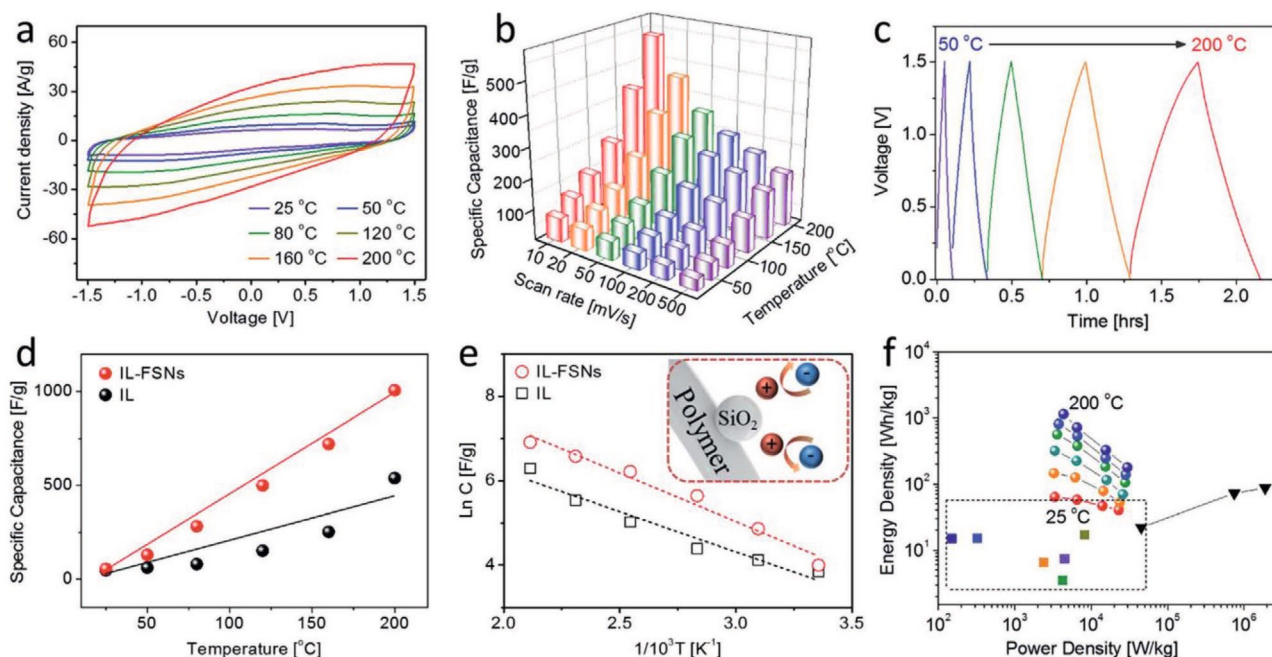 a
60
30
0
-30
-60
Current density [A/g]
25 °C 50 °C
80 °C 120 °C
160 °C 200 °C
-1.5 -1.0 -0.5 0.0 0.5 1.0 1.5
Voltage [V]
b
500
400
300
200
100
Specific Capacitance [F/g]
10 20 50 100 200 500
Scan rate [mV/s]
50 100 150 200
Temperature [°C]
c
50 °C 200 °C
1.5
1.0
0.5
0.0
Voltage [V]
0.0 0.5 1.0 1.5 2.0
Time [hrs]
d
IL-FSNs
IL
1000
500
0
Specific Capacitance [F/g]
50 100 150 200
Temperature [°C]
e
IL-FSNs
IL
8
6
4
Ln C [F/g]
Polymer
SiO2
+ -
+ -
2.0 2.5 3.0 3.5
1/10³T [K⁻¹]
f
10⁴
10³
10²
10¹
Energy Density [Wh/kg]
200 °C
25 °C
10² 10³ 10⁴ 10⁵ 10⁶
Power Density [W/kg]